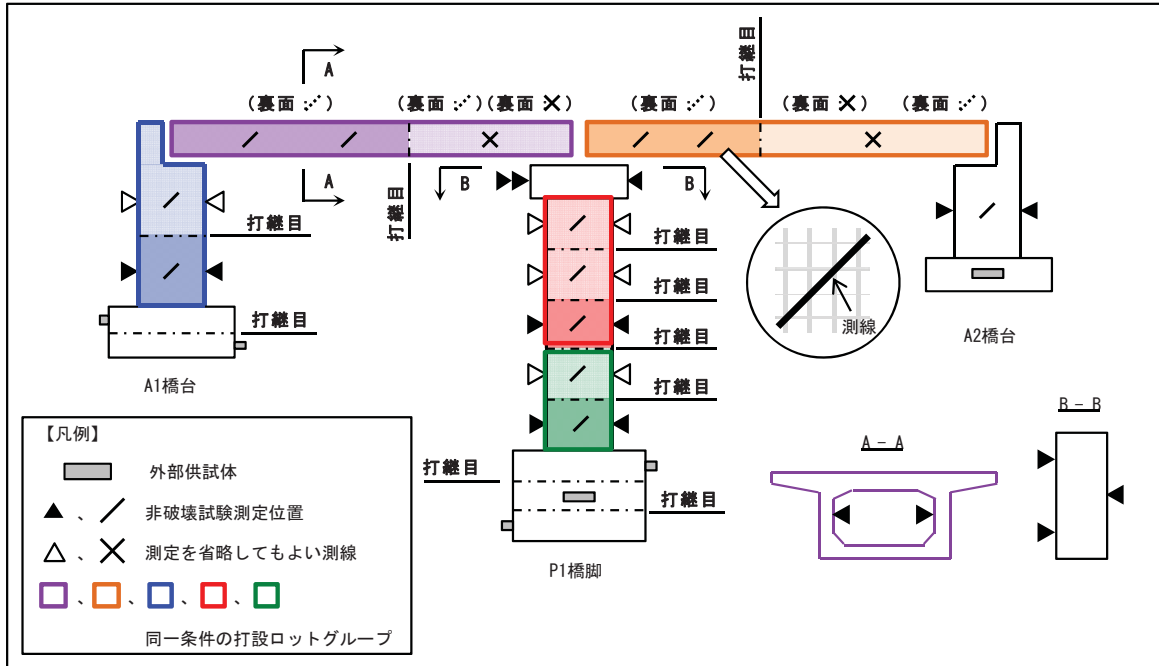 A
打継目
(裏面 ⋰)
(裏面 ⋰)
(裏面 ×)
(裏面 ⋰)
(裏面 ×)
(裏面 ⋰)
A
B
B
打継目
打継目
打継目
打継目
打継目
打継目
打継目
測線
A1橋台
A2橋台
打継目
打継目
P1橋脚
A－A
B－B
【凡例】
外部供試体
▲、／ 非破壊試験測定位置
△、× 測定を省略してもよい測線
□、□、□、□、□
同一条件の打設ロットグループ